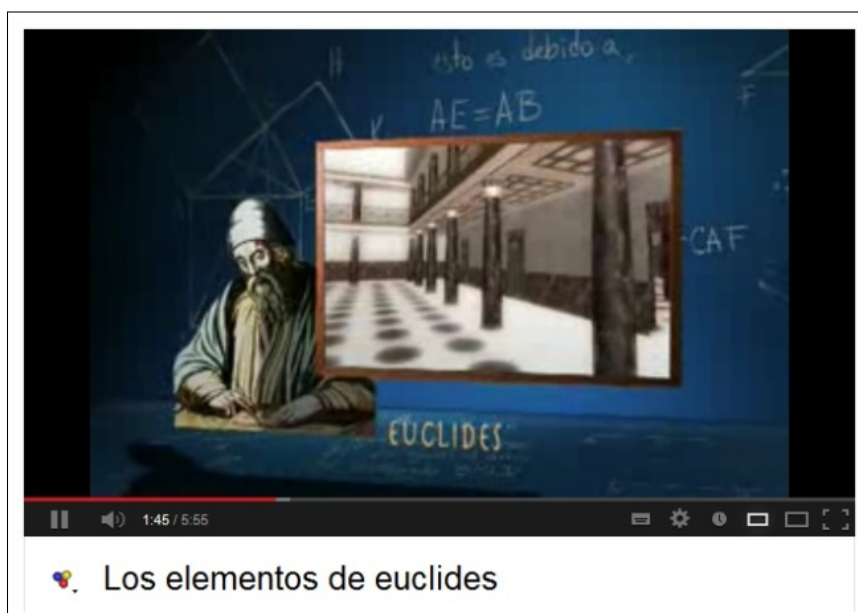 H
esto es debido a,
F
AE=AB
K
CAF
EUCLIDES
1:45 / 5:55
Los elementos de euclides